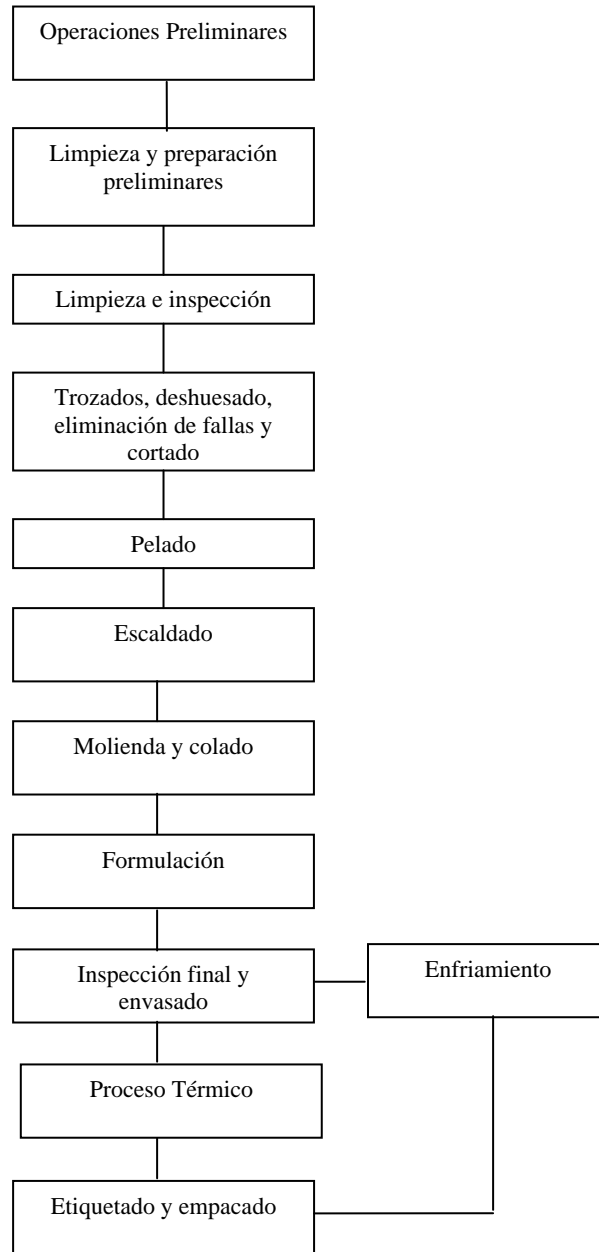 Operaciones Preliminares
Limpieza y preparación
preliminares
Limpieza e inspección
Trozados, deshuesado,
eliminación de fallas y
cortado
Pelado
Escaldado
Molienda y colado
Formulación
Inspección final y
envasado
Enfriamiento
Proceso Térmico
Etiquetado y empacado